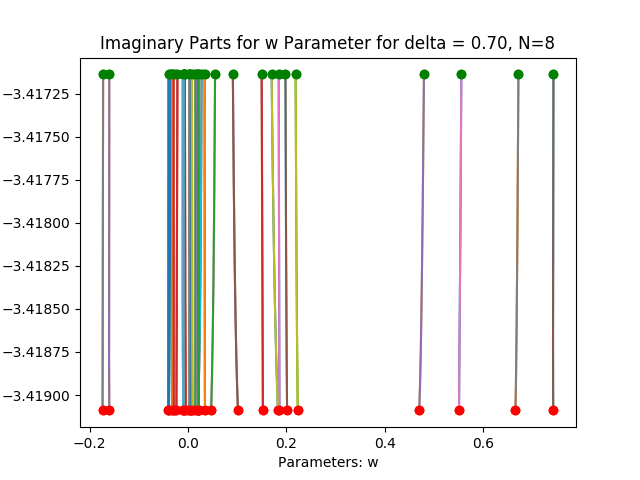 Imaginary Parts for w Parameter for delta = 0.70, N=8
−3.41725
−3.41750
−3.41775
−3.41800
−3.41825
−3.41850
−3.41875
−3.41900
−0.2 0.0 0.2 0.4 0.6
Parameters: w